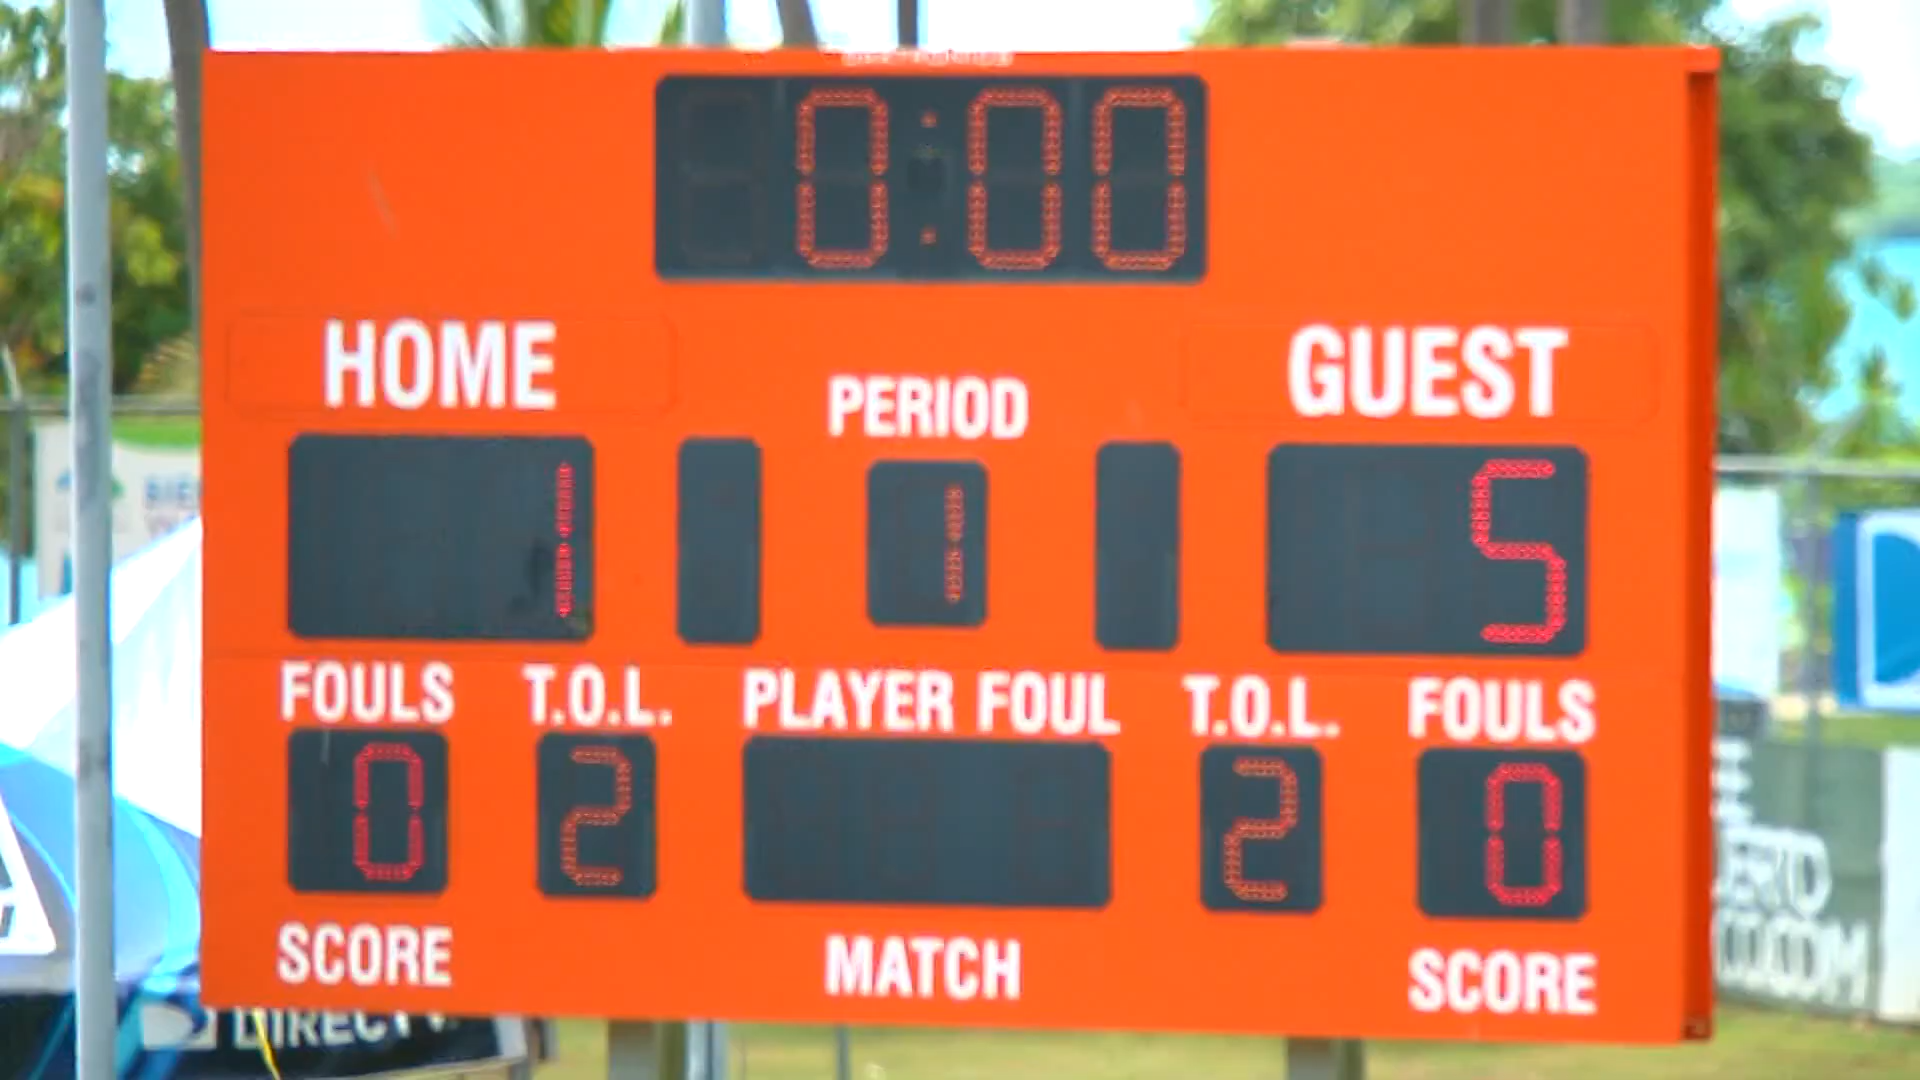 0:00
HOME
GUEST
PERIOD
1
1
5
FOULS T.O.L. PLAYER FOUL T.O.L. FOULS
0 2 2 0
SCORE MATCH SCORE
DIRECTV